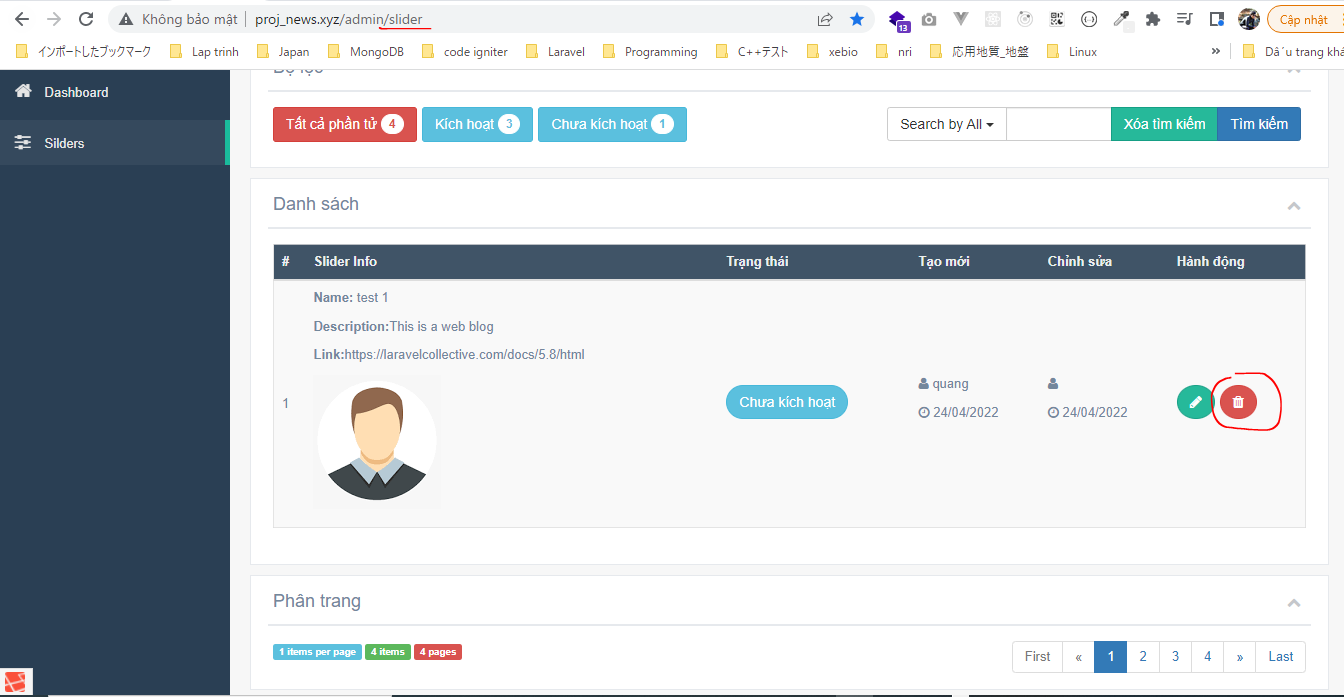 Không bảo mật | proj_news.xyz/admin/slider
13
Cập nhật
インポートしたブックマーク Lap trinh Japan MongoDB code igniter Laravel Programming C++テスト xebio nri 応用地質_地盤 Linux » Dấu trang khá
Bộ lọc
Dashboard
Silders
Tất cả phần tử 4 Kích hoạt 3 Chưa kích hoạt 1 Search by All Xóa tìm kiếm Tìm kiếm
Danh sách
# Slider Info Trạng thái Tạo mới Chỉnh sửa Hành động
Name: test 1
Description:This is a web blog
Link:https://laravelcollective.com/docs/5.8/html
1 Chưa kích hoạt
quang
24/04/2022 24/04/2022
Phân trang
1 items per page 4 items 4 pages First « 1 2 3 4 » Last